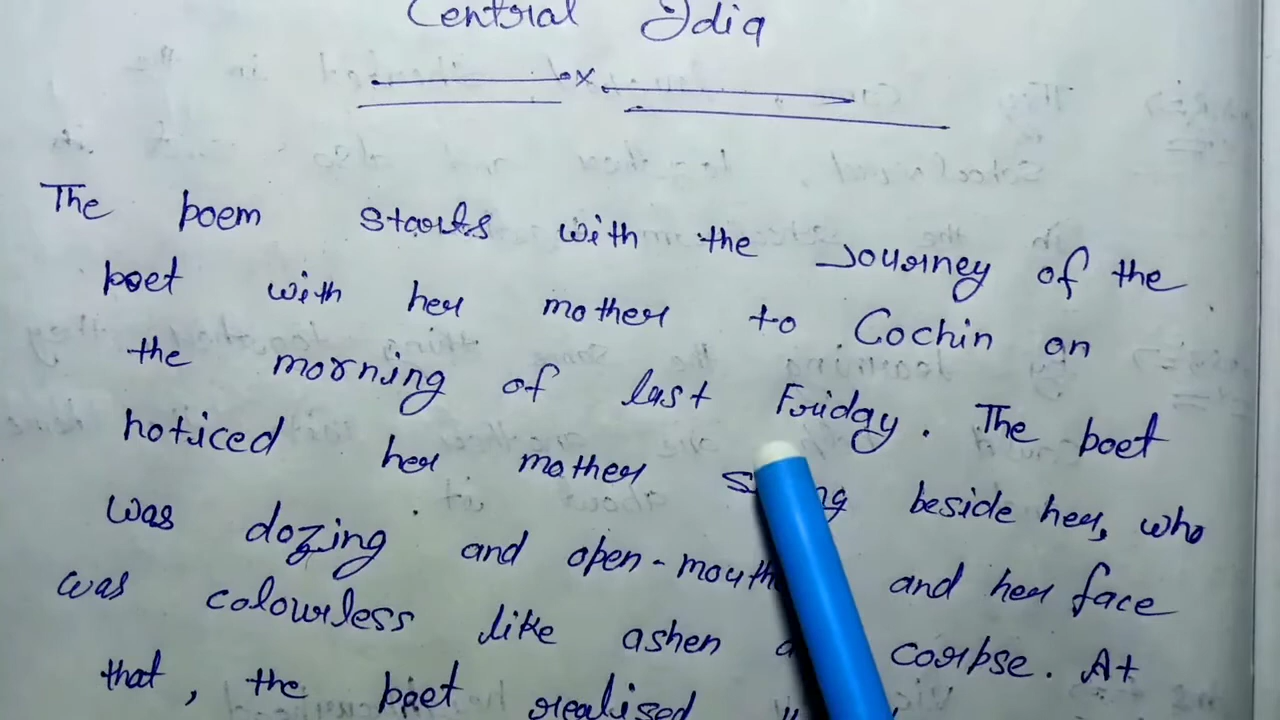 Central Idia
The poem starts with the Journey of the
poet with her mother to Cochin on
the morning of last Friday. The poet
noticed her mother beside her, who
was dozing and open-mouth and her face
was colourless like ashen corpse. At
that, the poet realised